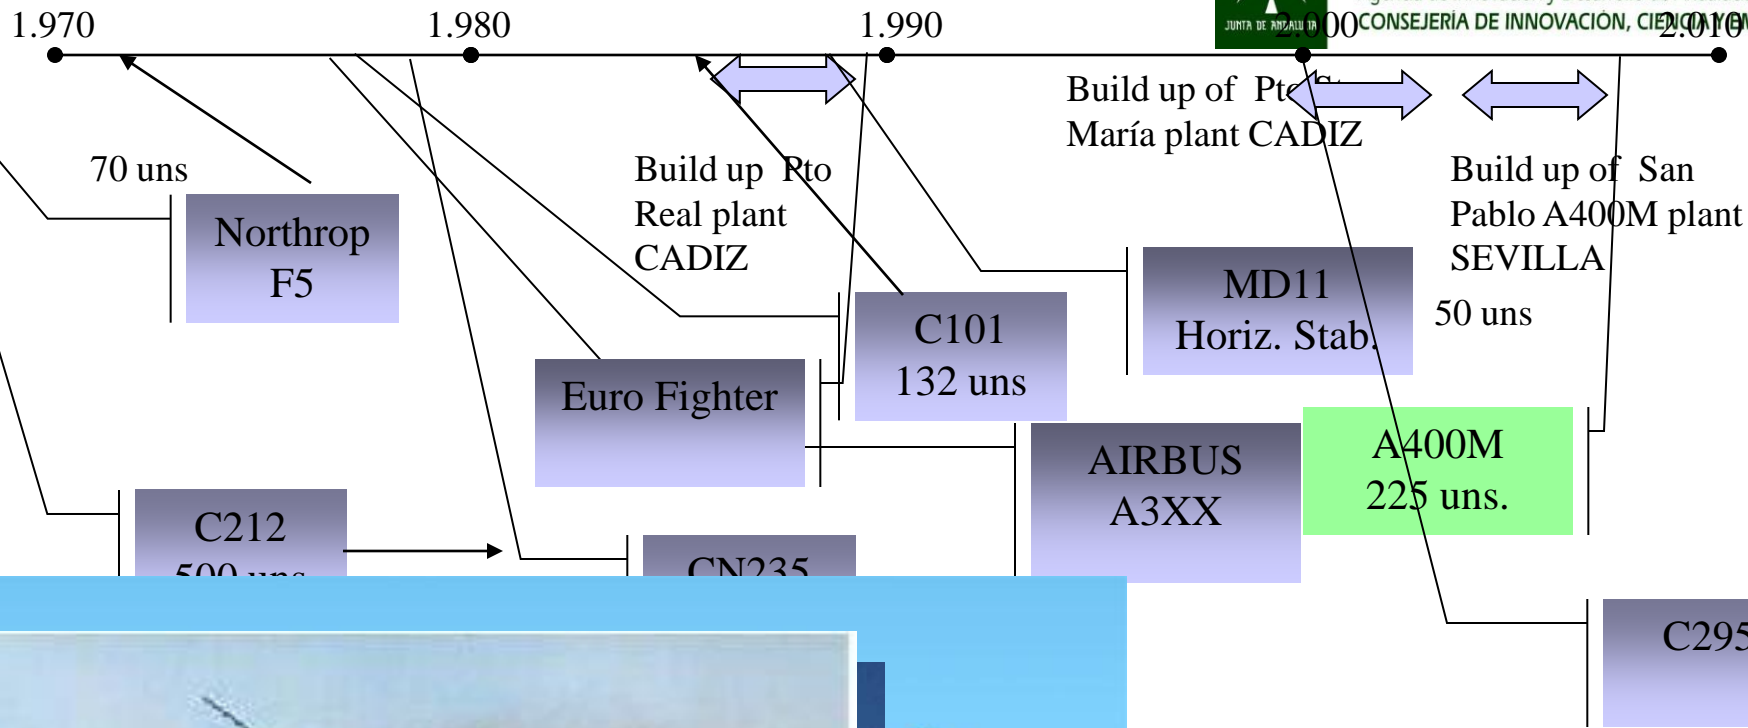 1.970
1.980
1.990
2.000
2.010
JUNTA DE ANDALUCIA
CONSEJERÍA DE INNOVACIÓN, CIENCIA Y
70 uns
Northrop
F5
Build up Pto
Real plant
CADIZ
Build up of Pto
María plant CADIZ
Build up of San
Pablo A400M plant
SEVILLA
50 uns
MD11
Horiz. Stab.
C101
132 uns
Euro Fighter
AIRBUS
A3XX
A400M
225 uns.
C212
500 uns
CN235
C295